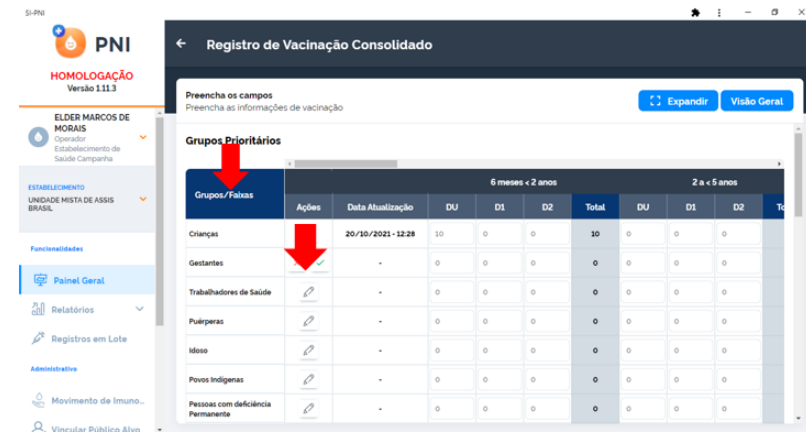 SI-PNI
PNI
HOMOLOGAÇÃO
Versão 1.11.3
ELDER MARCOS DE
MORAIS
Operador
Estabelecimento de
Saúde Campanha
ESTABELECIMENTO
UNIDADE MISTA DE ASSIS
BRASIL
Funcionalidades
Painel Geral
Relatórios
Registros em Lote
Administrativo
Movimento de Imuno...
Vincular Público Alvo
Registro de Vacinação Consolidado
Preencha os campos
Preencha as informações de vacinação
Expandir
Visão Geral
Grupos Prioritários
6 meses < 2 anos
2 a < 5 anos
Grupos/Faixas
Ações Data Atualização DU D1 D2 Total DU D1 D2
Crianças 20/10/2021 - 12:28 10 0 0 10 0 0 0
Gestantes - 0 0 0 0 0 0 0
Trabalhadores de Saúde - 0 0 0 0 0 0 0
Puérperas - 0 0 0 0 0 0 0
Idoso - 0 0 0 0 0 0 0
Povos Indígenas - 0 0 0 0 0 0 0
Pessoas com deficiência
Permanente - 0 0 0 0 0 0 0